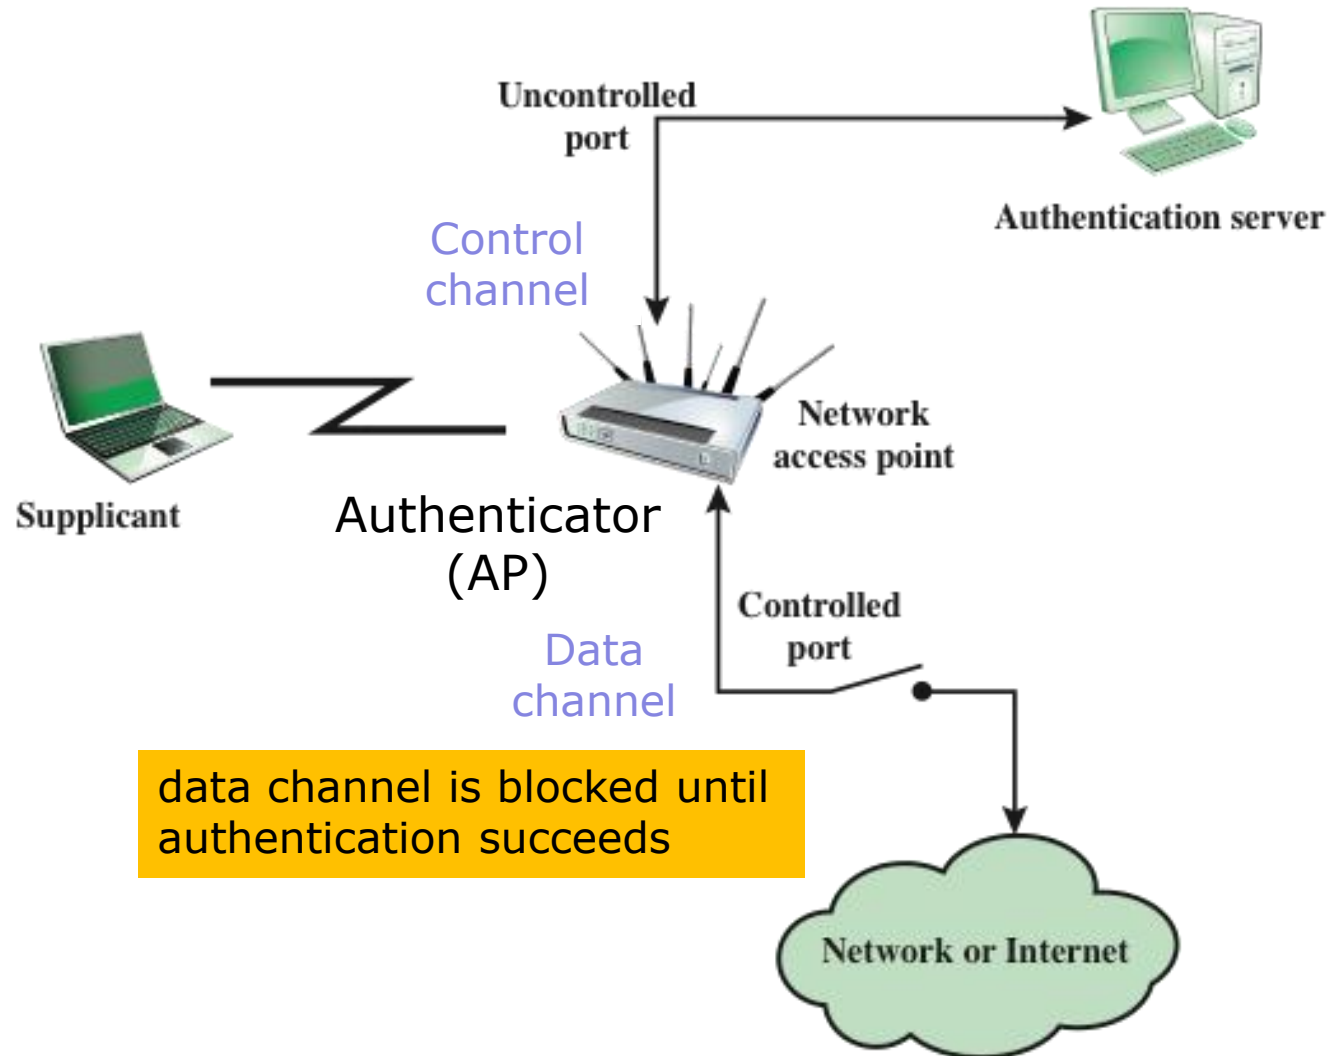 Uncontrolled
port
Authentication server
Control
channel
Network
access point
Supplicant
Authenticator
(AP)
Controlled
port
Data
channel
data channel is blocked until
authentication succeeds
Network or Internet